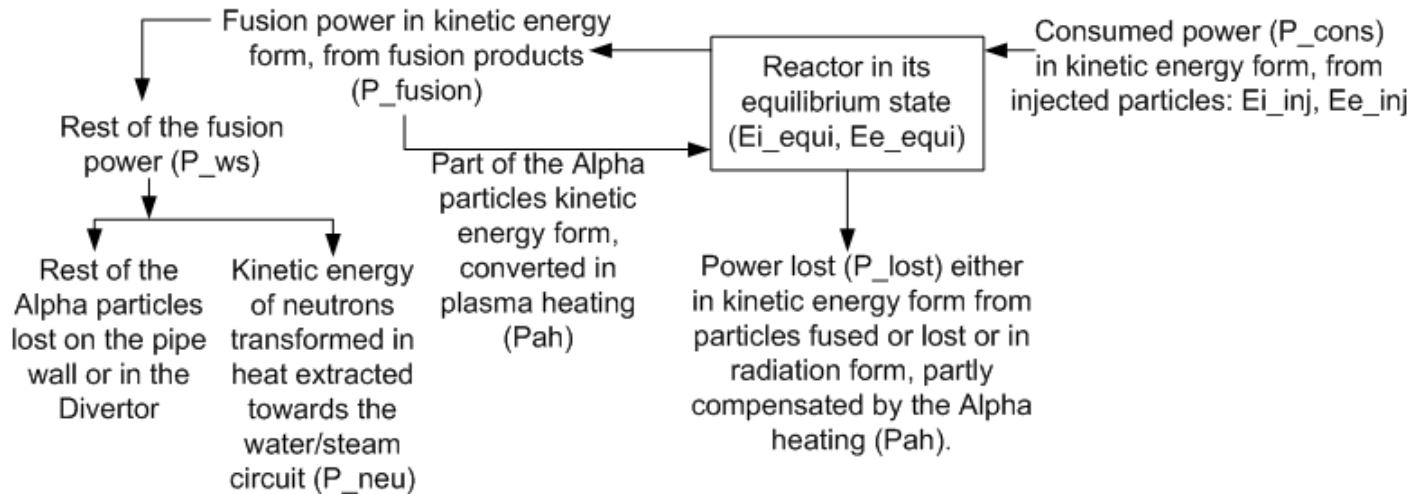 Fusion power in kinetic energy
form, from fusion products
(P_fusion)
Reactor in its
equilibrium state
(Ei_equi, Ee_equi)
Consumed power (P_cons)
in kinetic energy form, from
injected particles: Ei_inj, Ee_inj
Rest of the fusion
power (P_ws)
Part of the Alpha
particles kinetic
energy form,
converted in
plasma heating
(Pah)
Rest of the
Alpha particles
lost on the pipe
wall or in the
Divertor
Kinetic energy
of neutrons
transformed in
heat extracted
towards the
water/steam
circuit (P_neu)
Power lost (P_lost) either
in kinetic energy form from
particles fused or lost or in
radiation form, partly
compensated by the Alpha
heating (Pah).